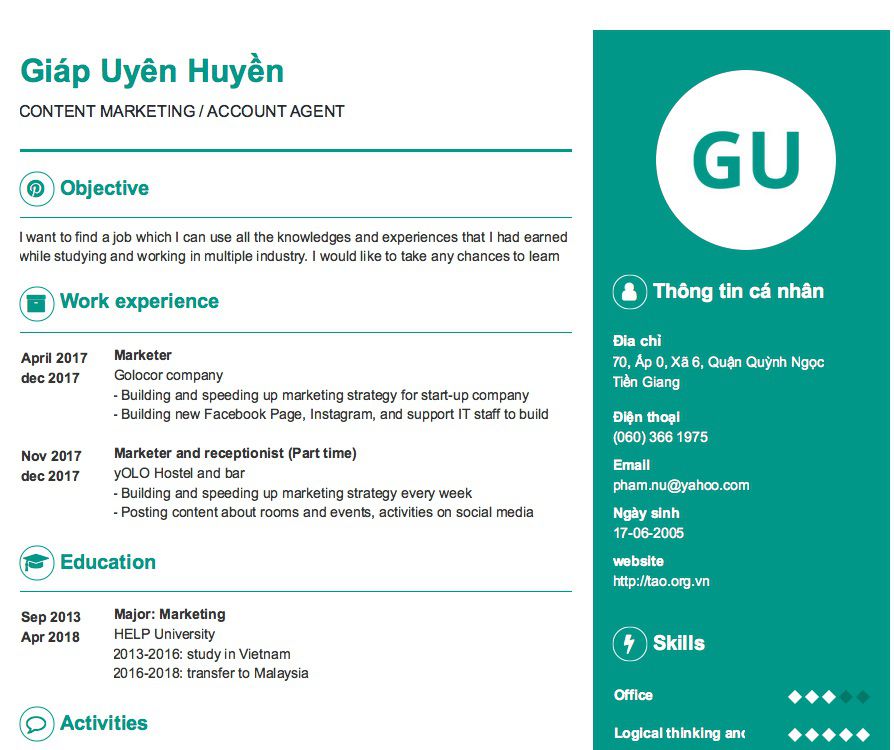 Giáp Uyên Huyền
CONTENT MARKETING / ACCOUNT AGENT
Objective
I want to find a job which I can use all the knowledges and experiences that I had earned
while studying and working in multiple industry. I would like to take any chances to learn
Work experience
April 2017
dec 2017
Marketer
Golocor company
- Building and speeding up marketing strategy for start-up company
- Building new Facebook Page, Instagram, and support IT staff to build
Nov 2017
dec 2017
Marketer and receptionist (Part time)
yOLO Hostel and bar
- Building and speeding up marketing strategy every week
- Posting content about rooms and events, activities on social media
Education
Sep 2013
Apr 2018
Major: Marketing
HELP University
2013-2016: study in Vietnam
2016-2018: transfer to Malaysia
Activities
GU
Thông tin cá nhân
Đia chỉ
70, Ấp 0, Xã 6, Quận Quỳnh Ngọc
Tiền Giang
Điện thoại
(060) 366 1975
Email
pham.nu@yahoo.com
Ngày sinh
17-06-2005
website
http://tao.org.vn
Skills
Office
Logical thinking and